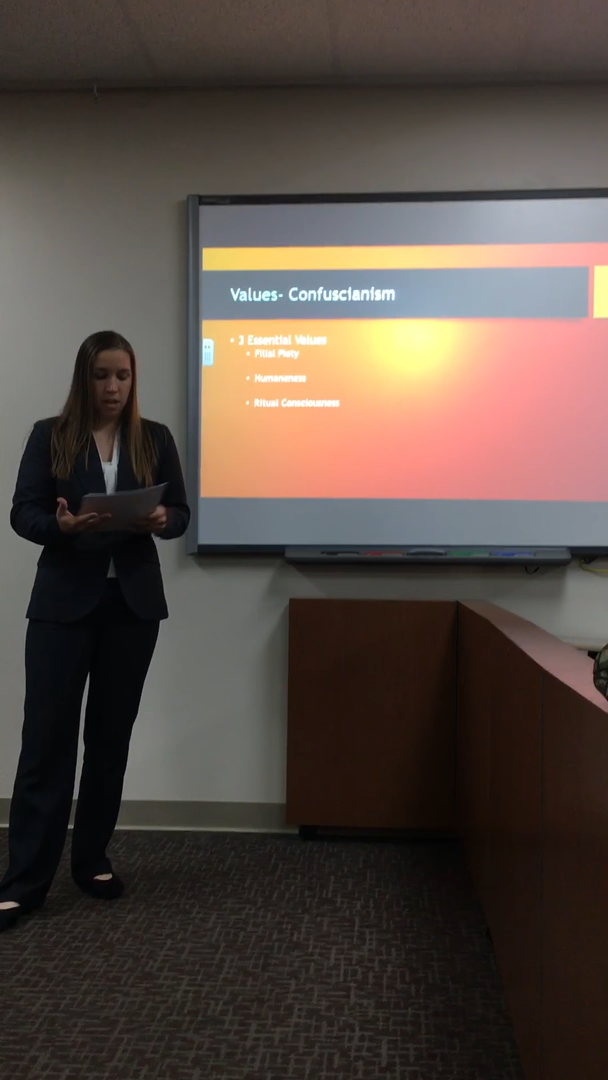 Values- Confuscianism
• 3 Essential Values
• Filial Piety
• Humaneness
• Ritual Consciousness